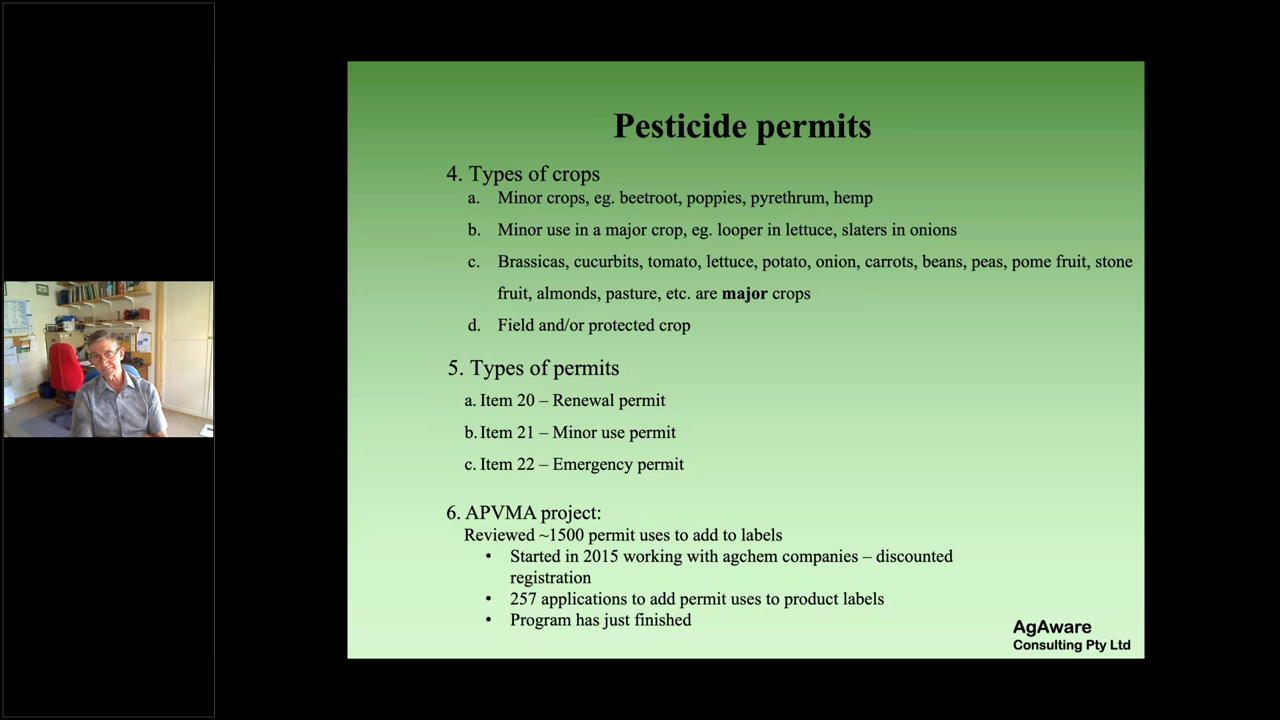 Pesticide permits
4. Types of crops
a. Minor crops, eg. beetroot, poppies, pyrethrum, hemp
b. Minor use in a major crop, eg. looper in lettuce, slaters in onions
c. Brassicas, cucurbits, tomato, lettuce, potato, onion, carrots, beans, peas, pome fruit, stone
fruit, almonds, pasture, etc. are major crops
d. Field and/or protected crop
5. Types of permits
a. Item 20 – Renewal permit
b. Item 21 – Minor use permit
c. Item 22 – Emergency permit
6. APVMA project:
Reviewed ~1500 permit uses to add to labels
• Started in 2015 working with agchem companies – discounted
registration
• 257 applications to add permit uses to product labels
• Program has just finished
AgAware
Consulting Pty Ltd